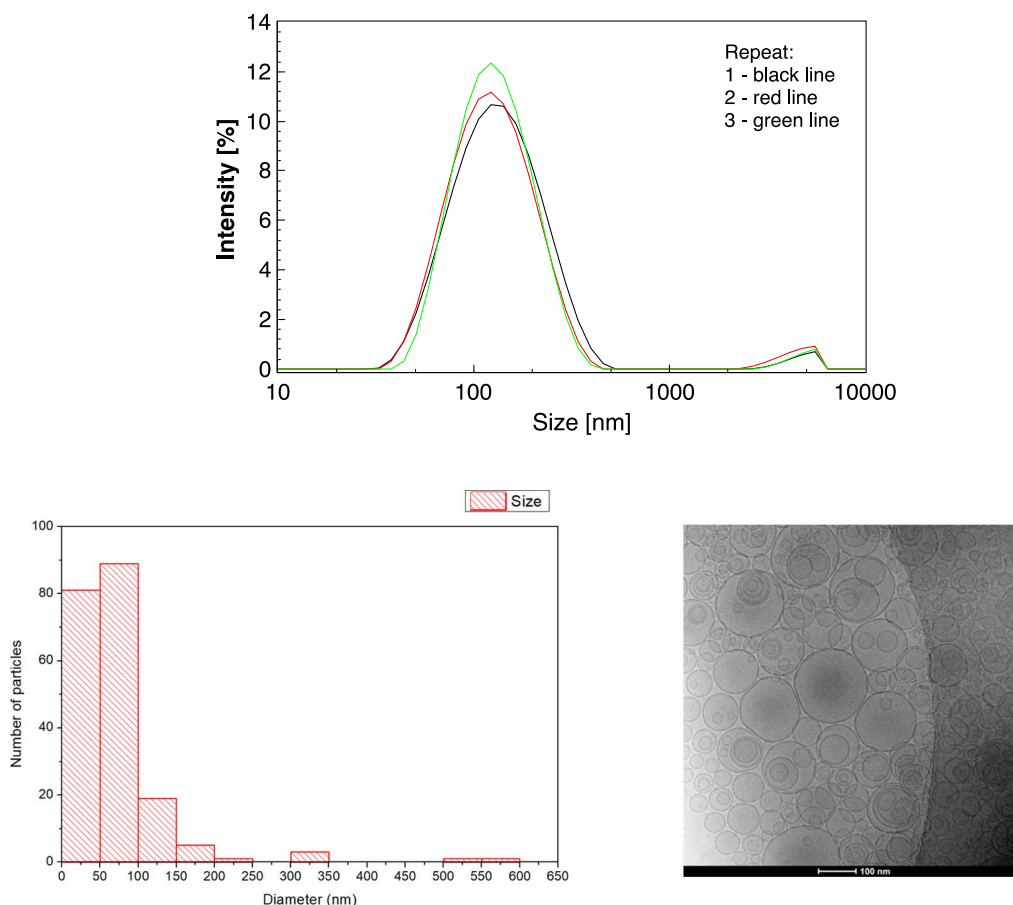 14
12
10
8
6
4
2
0
Intensity [%]
Repeat:
1 - black line
2 - red line
3 - green line
10 100 1000 10000
Size [nm]
Size
100
80
60
40
20
0
Number of particles
0 50 100 150 200 250 300 350 400 450 500 550 600 650
Diameter (nm)
100 nm